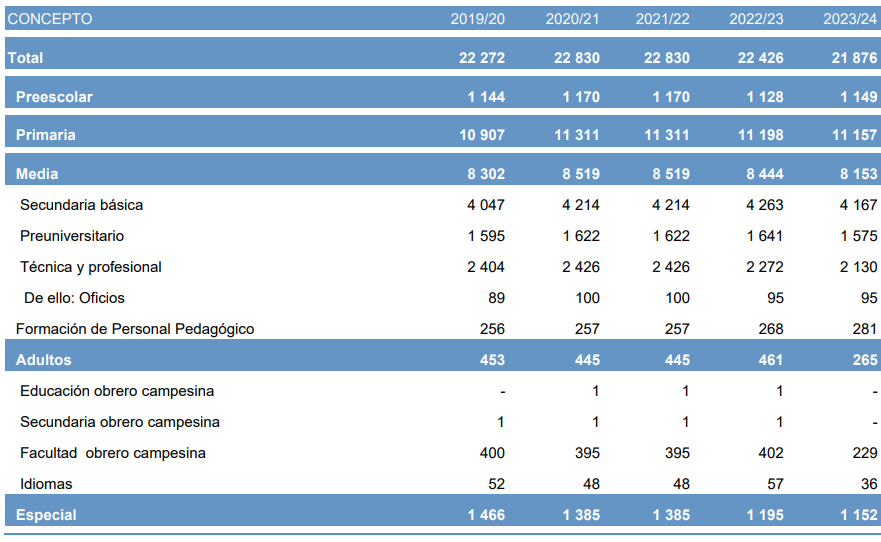 CONCEPTO 2019/20 2020/21 2021/22 2022/23 2023/24
Total 22 272 22 830 22 830 22 426 21 876
Preescolar 1 144 1 170 1 170 1 128 1 149
Primaria 10 907 11 311 11 311 11 198 11 157
Media 8 302 8 519 8 519 8 444 8 153
Secundaria básica 4 047 4 214 4 214 4 263 4 167
Preuniversitario 1 595 1 622 1 622 1 641 1 575
Técnica y profesional 2 404 2 426 2 426 2 272 2 130
De ello: Oficios 89 100 100 95 95
Formación de Personal Pedagógico 256 257 257 268 281
Adultos 453 445 445 461 265
Educación obrero campesina - 1 1 1 -
Secundaria obrero campesina 1 1 1 1 -
Facultad obrero campesina 400 395 395 402 229
Idiomas 52 48 48 57 36
Especial 1 466 1 385 1 385 1 195 1 152